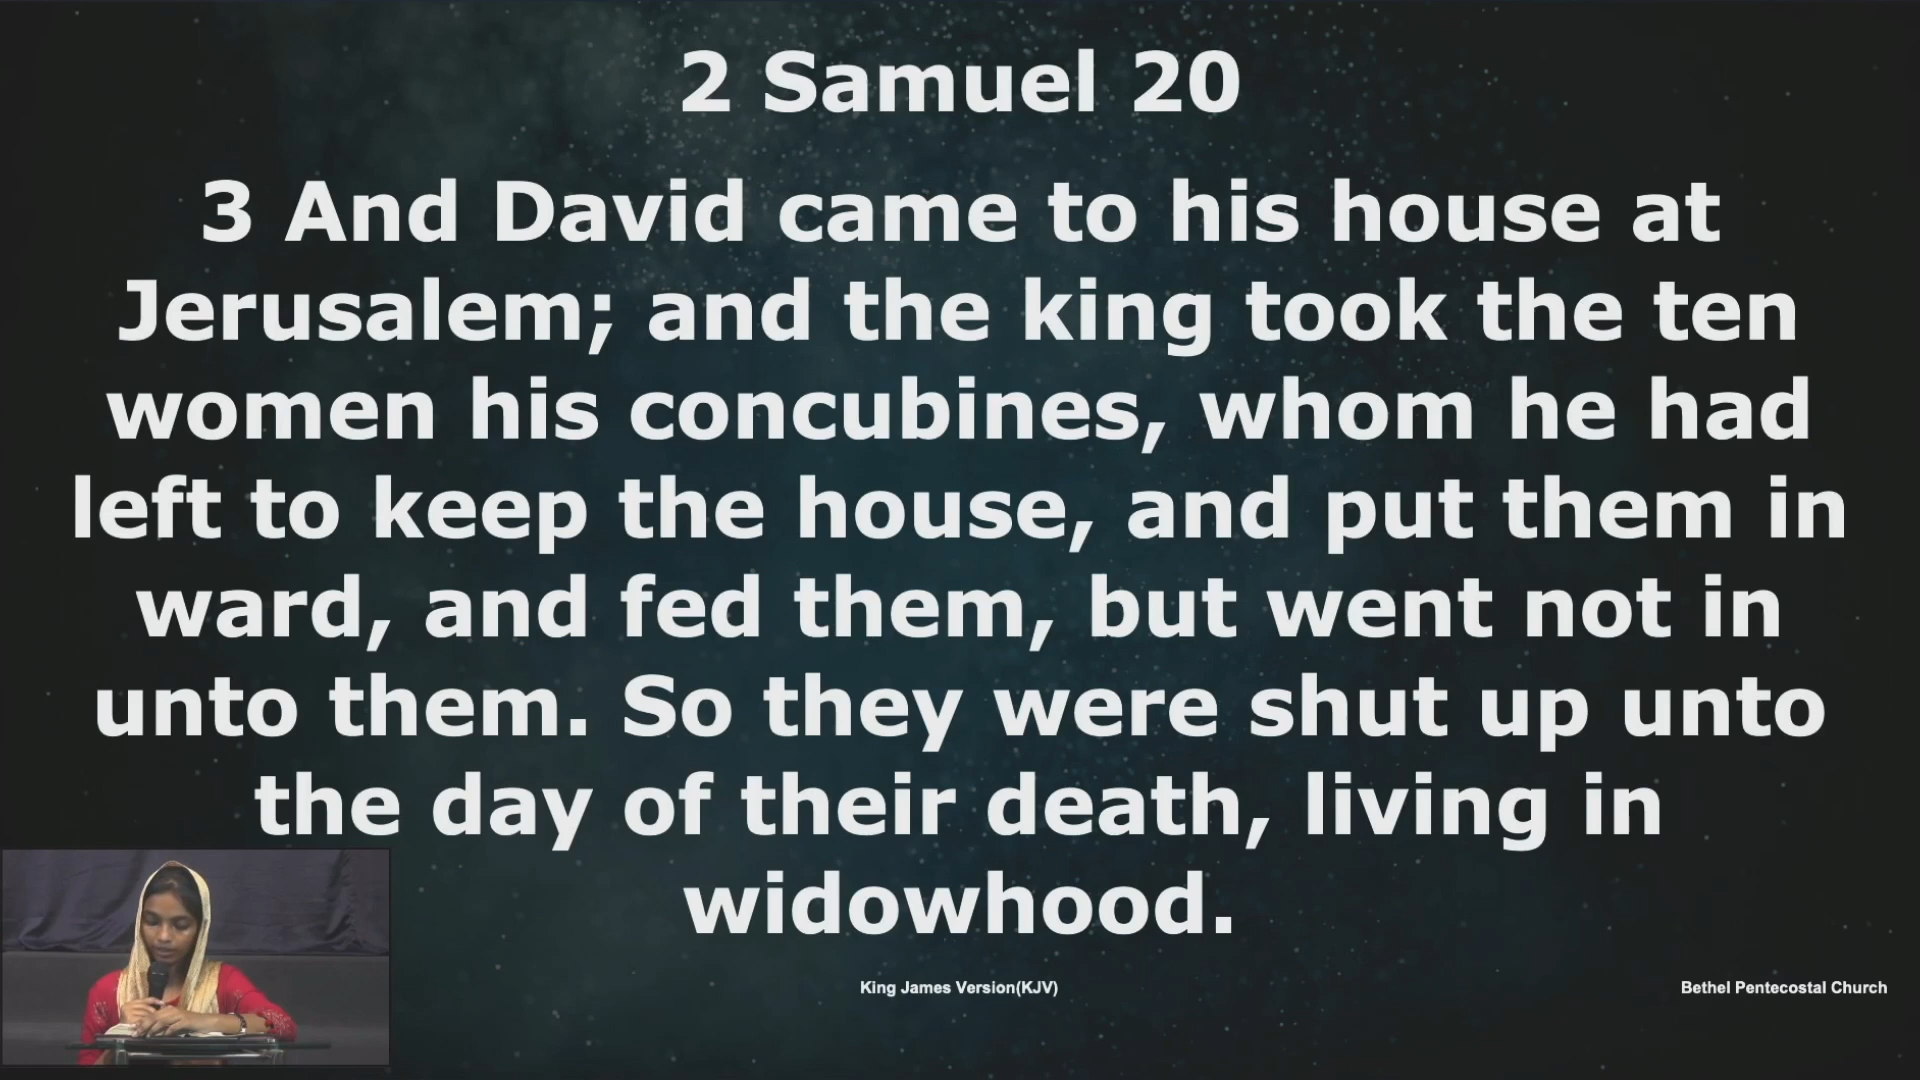 2 Samuel 20
3 And David came to his house at
Jerusalem; and the king took the ten
women his concubines, whom he had
left to keep the house, and put them in
ward, and fed them, but went not in
unto them. So they were shut up unto
the day of their death, living in
widowhood.
King James Version(KJV)
Bethel Pentecostal Church